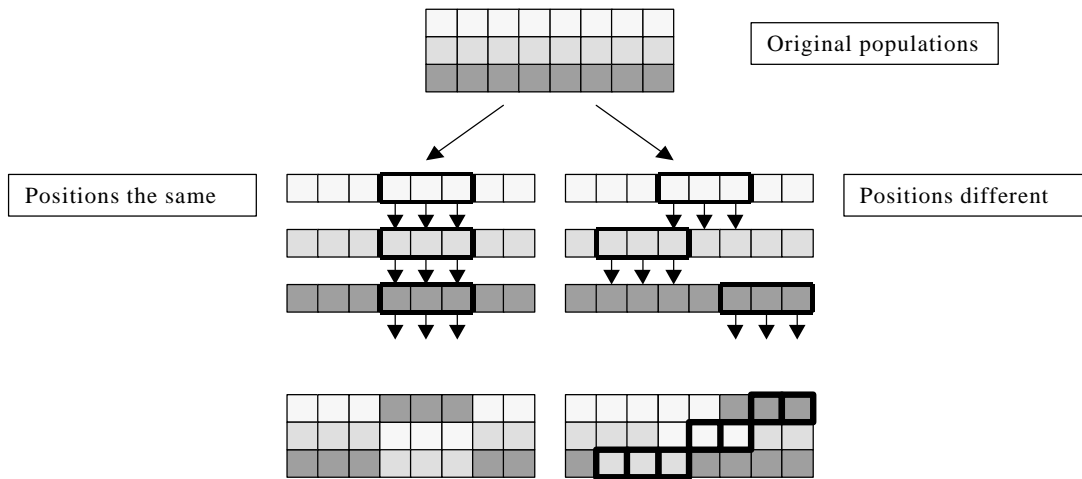 Original populations
Positions the same
Positions different